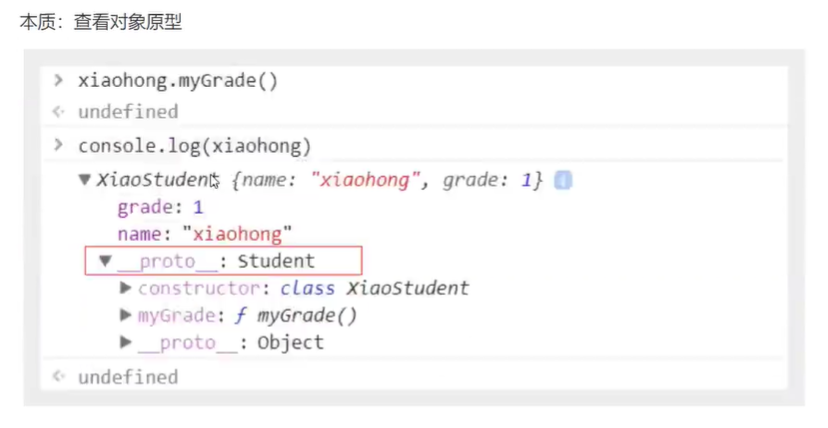 本质：查看对象原型
> xiaohong.myGrade()
<· undefined
> console.log(xiaohong)
▼ XiaoStudent {name: "xiaohong", grade: 1} i
grade: 1
name: "xiaohong"
▼ __proto__: Student
▶ constructor: class XiaoStudent
▶ myGrade: ƒ myGrade()
▶ __proto__: Object
<· undefined